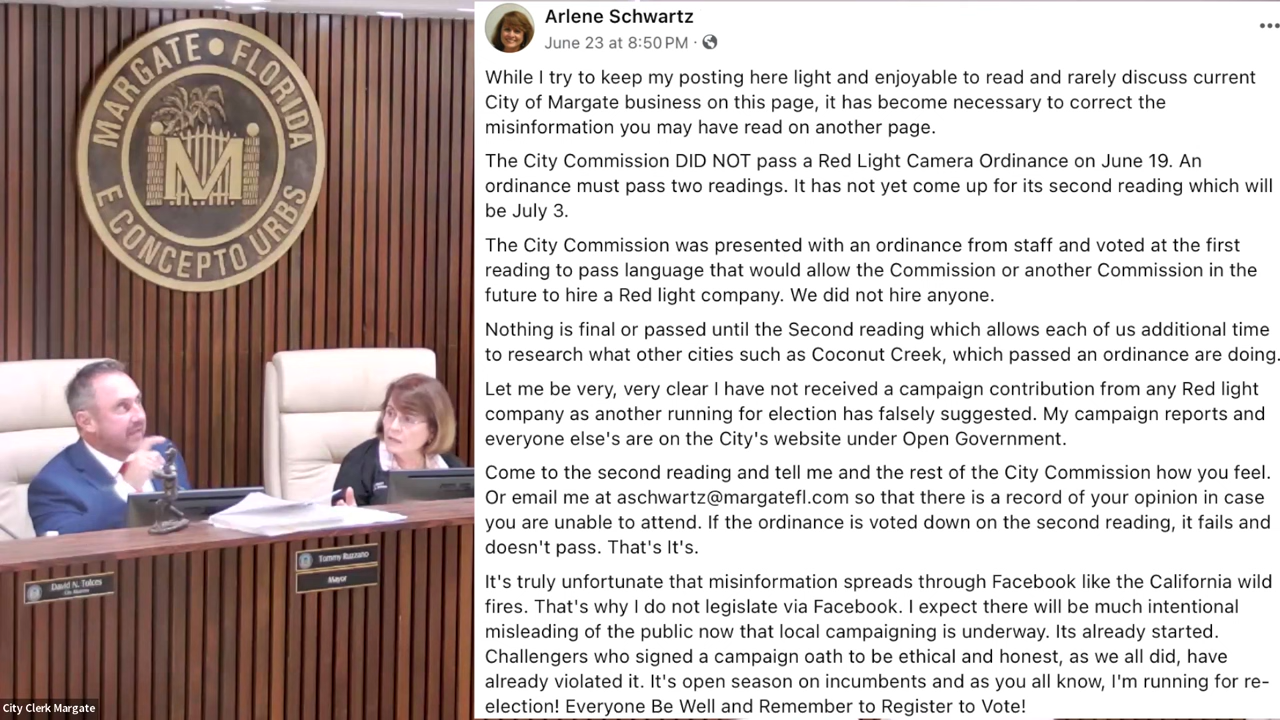 MARGATE • FLORIDA
M
E CONCEPTO URBS
David N. Tolces
City Attorney
Tommy Ruzzano
Mayor
City Clerk Margate
Arlene Schwartz
June 23 at 8:50 PM ·
While I try to keep my posting here light and enjoyable to read and rarely discuss current
City of Margate business on this page, it has become necessary to correct the
misinformation you may have read on another page.
The City Commission DID NOT pass a Red Light Camera Ordinance on June 19. An
ordinance must pass two readings. It has not yet come up for its second reading which will
be July 3.
The City Commission was presented with an ordinance from staff and voted at the first
reading to pass language that would allow the Commission or another Commission in the
future to hire a Red light company. We did not hire anyone.
Nothing is final or passed until the Second reading which allows each of us additional time
to research what other cities such as Coconut Creek, which passed an ordinance are doing.
Let me be very, very clear I have not received a campaign contribution from any Red light
company as another running for election has falsely suggested. My campaign reports and
everyone else's are on the City's website under Open Government.
Come to the second reading and tell me and the rest of the City Commission how you feel.
Or email me at aschwartz@margatefl.com so that there is a record of your opinion in case
you are unable to attend. If the ordinance is voted down on the second reading, it fails and
doesn't pass. That's It's.
It's truly unfortunate that misinformation spreads through Facebook like the California wild
fires. That's why I do not legislate via Facebook. I expect there will be much intentional
misleading of the public now that local campaigning is underway. Its already started.
Challengers who signed a campaign oath to be ethical and honest, as we all did, have
already violated it. It's open season on incumbents and as you all know, I'm running for re-
election! Everyone Be Well and Remember to Register to Vote!